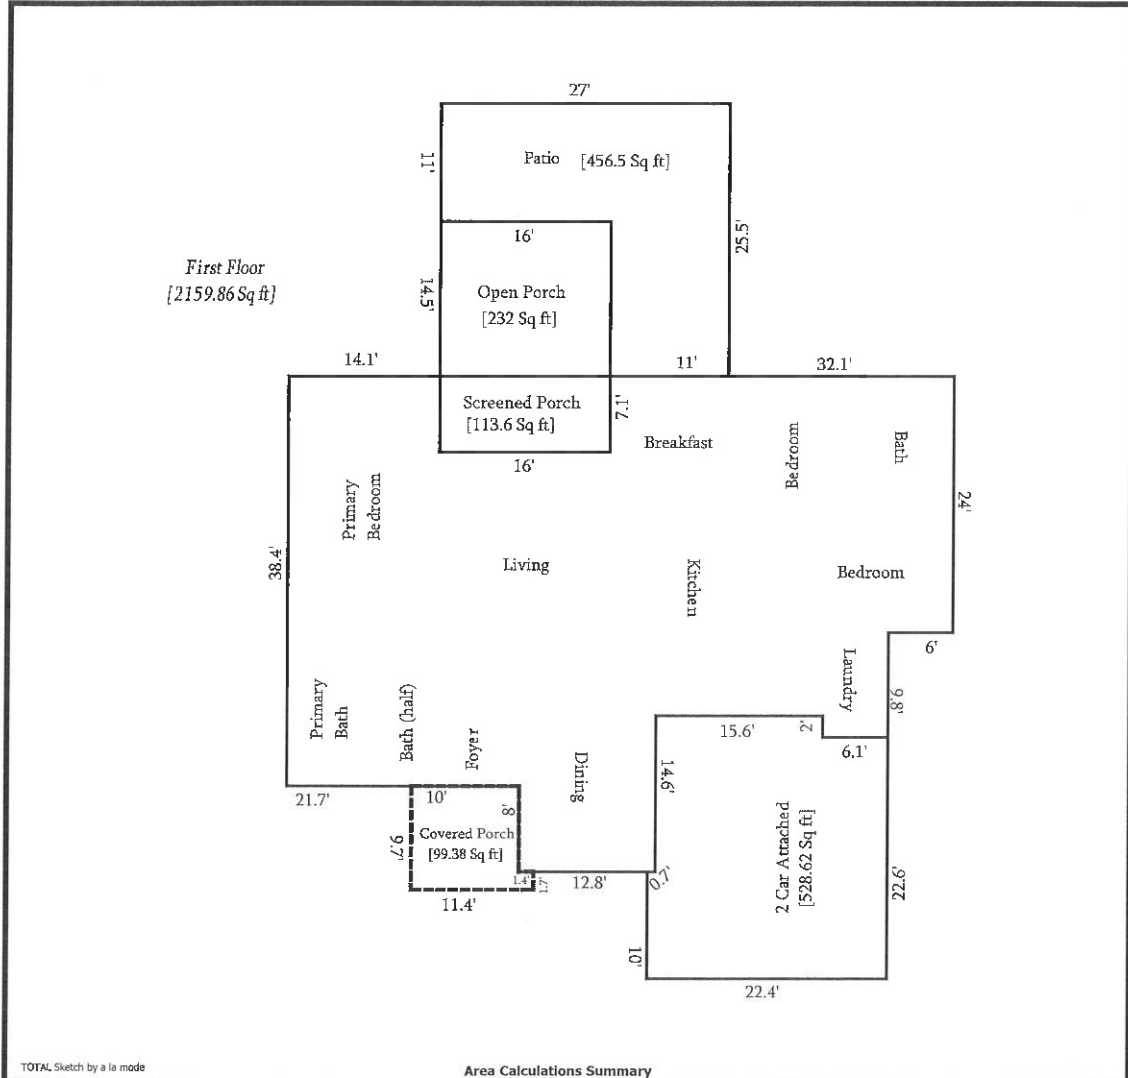 27'
11'
Patio [456.5 Sq ft]
25.5'
16'
First Floor
[2159.86 Sq ft]
14.5'
Open Porch
[232 Sq ft]
14.1'
11'
32.1'
Screened Porch
[113.6 Sq ft]
7.1'
16'
Breakfast
Bedroom
Bath
24'
Primary
Bedroom
38.4'
Living
Kitchen
Bedroom
6'
Laundry
9.8'
Primary
Bath
Bath (half)
Foyer
Dining
15.6'
2'
6.1'
14.6'
21.7'
10'
8'
9.7'
Covered Porch
[99.38 Sq ft]
1.4'
1.7'
12.8'
0.7'
11.4'
2 Car Attached
[528.62 Sq ft]
22.6'
10'
22.4'
TOTAL Sketch by a la mode
Area Calculations Summary